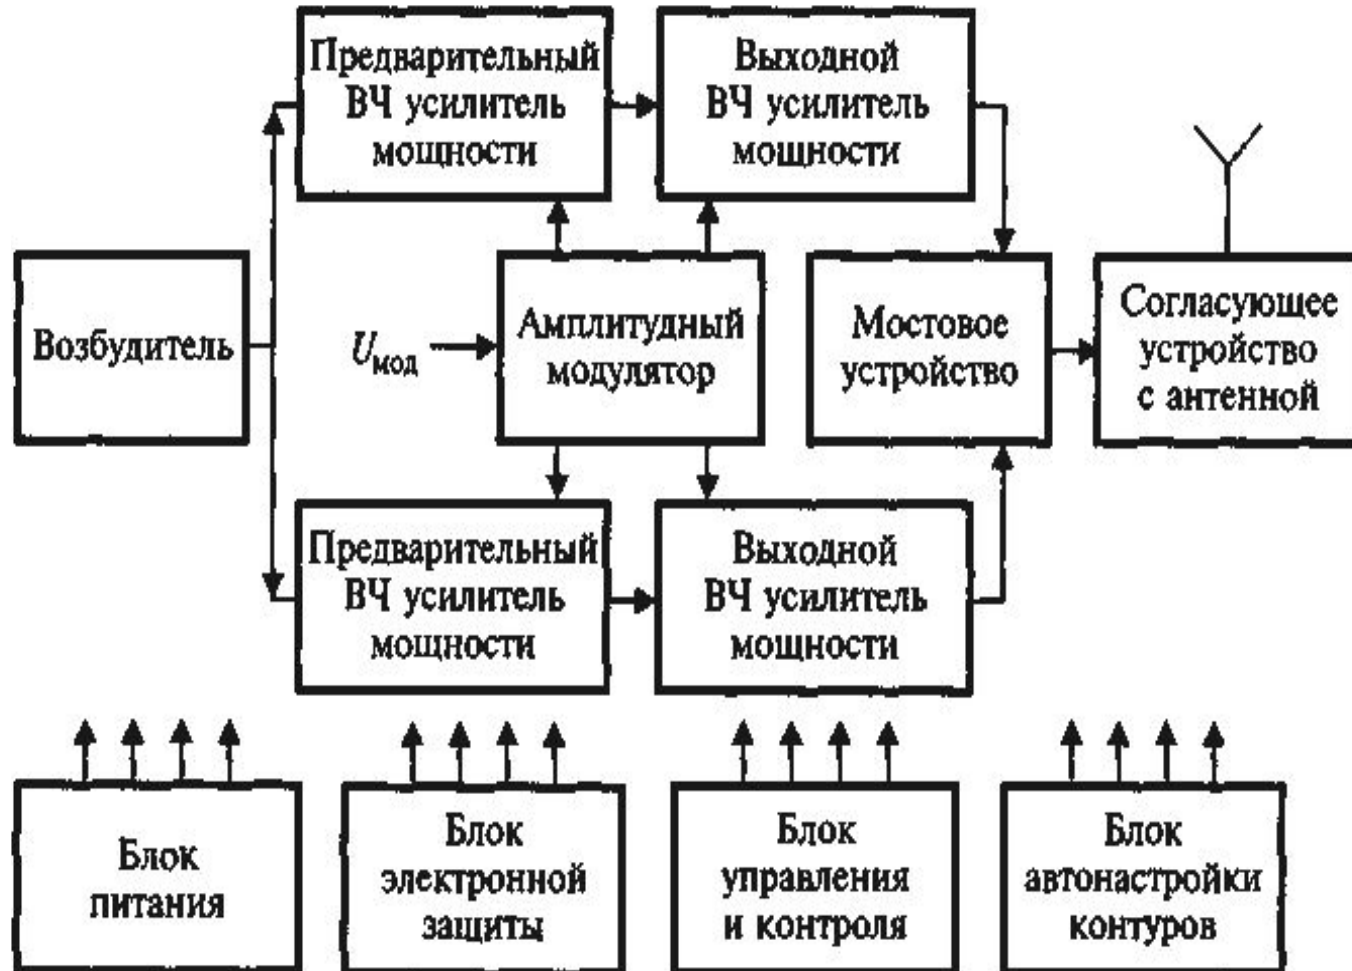 Предварительный
ВЧ усилитель
мощности
Выходной
ВЧ усилитель
мощности
Возбудитель
Uмод
Амплитудный
модулятор
Мостовое
устройство
Согласующее
устройство
с антенной
Предварительный
ВЧ усилитель
мощности
Выходной
ВЧ усилитель
мощности
Блок
питания
Блок
электронной
защиты
Блок
управления
и контроля
Блок
автонастройки
контуров